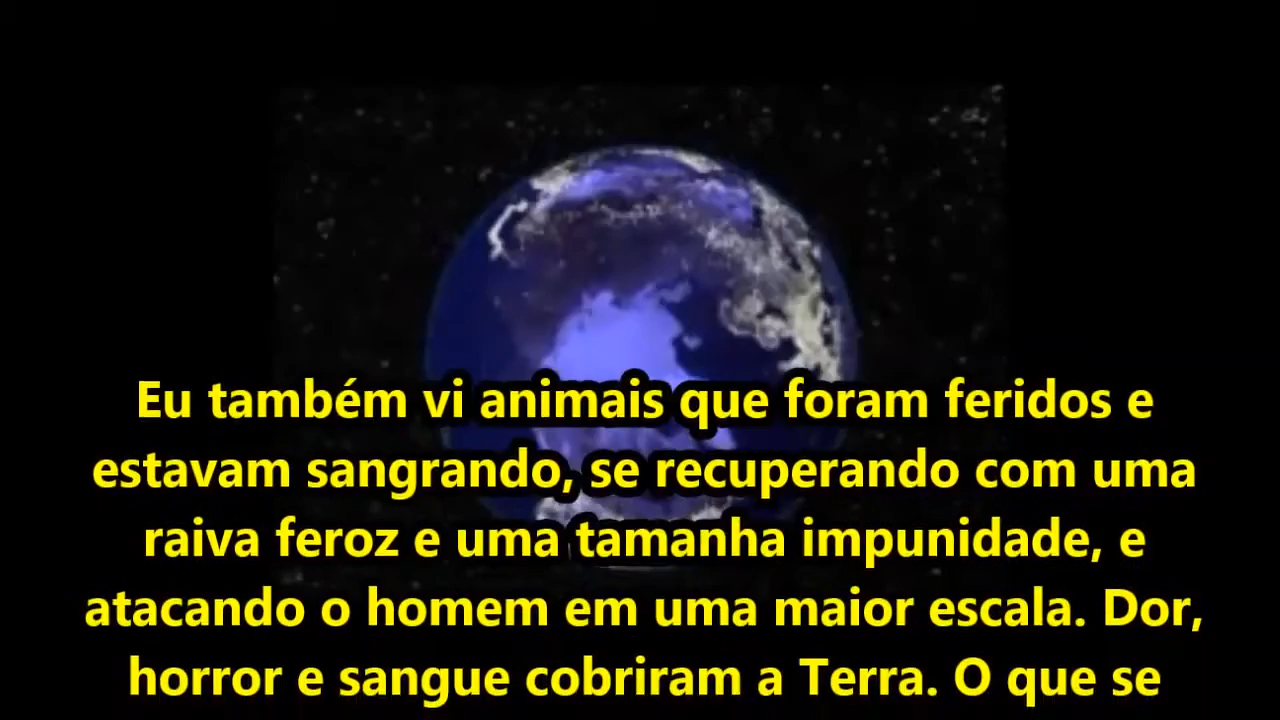 Eu também vi animais que foram feridos e
estavam sangrando, se recuperando com uma
raiva feroz e uma tamanha impunidade, e
atacando o homem em uma maior escala. Dor,
horror e sangue cobriram a Terra. O que se